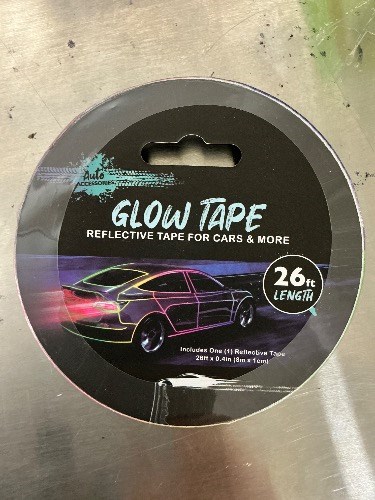 Auto
ACCESSORIES
GLOW TAPE
REFLECTIVE TAPE FOR CARS & MORE
26ft
LENGTH
Includes One (1) Reflective Tape
26ft x 0.4in (8m x 1cm)